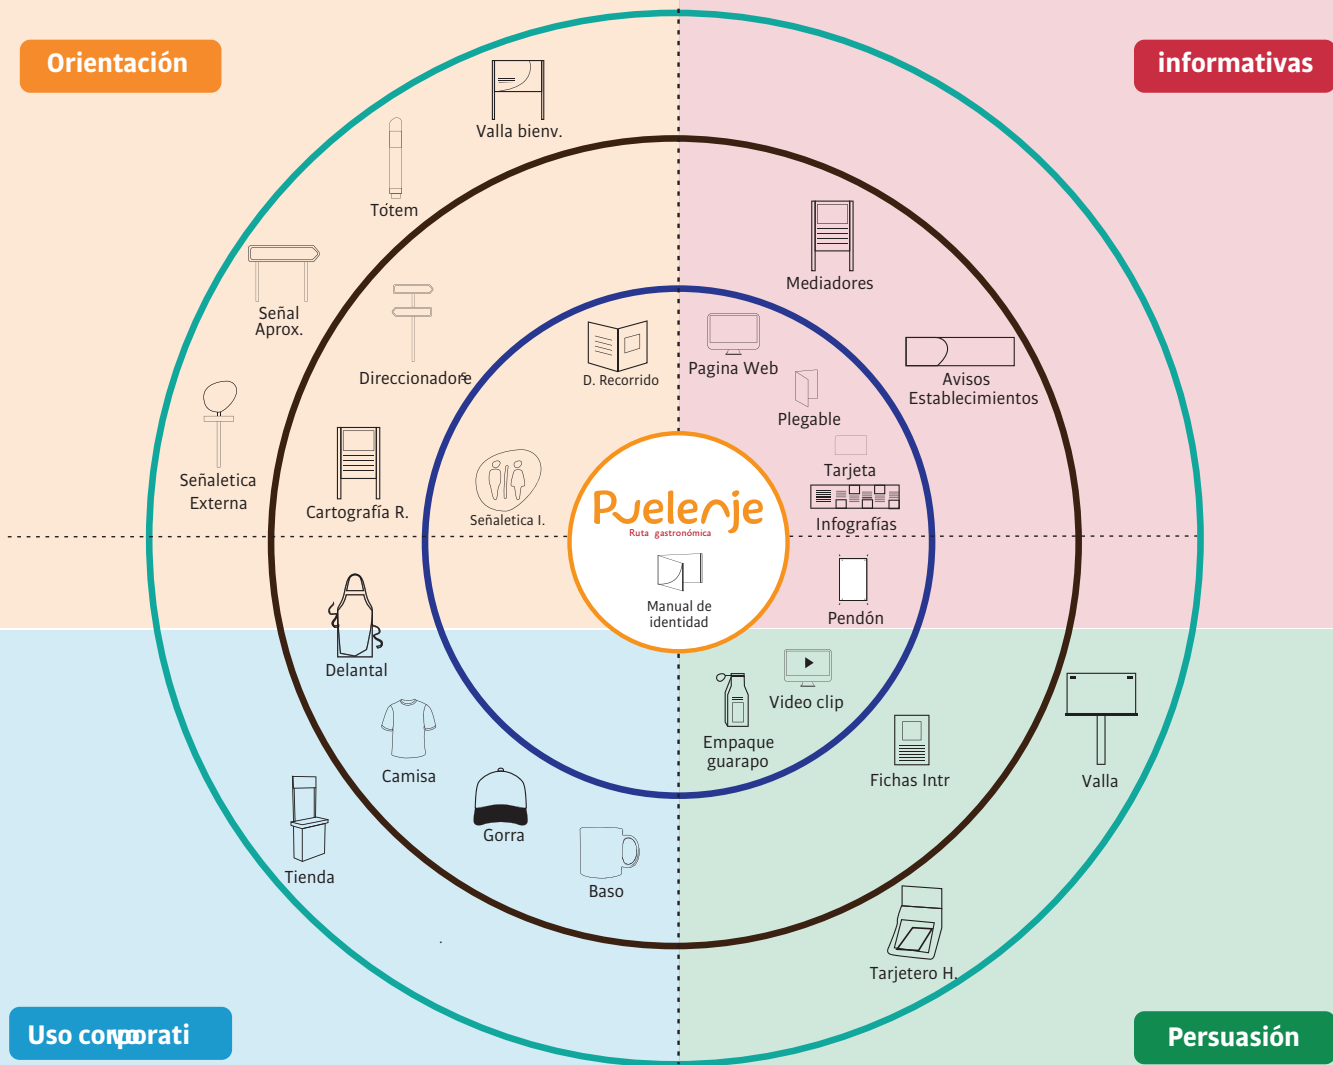 Orientación
informativas
Valla bienv.
Tótem
Señal
Aprox.
Direccionadores
D. Recorrido
Señaletica
Externa
Cartografía R.
Señaletica I.
Mediadores
Pagina Web
Avisos
Establecimientos
Plegable
Tarjeta
Infografías
Puelenje
Ruta gastronómica
Manual de
identidad
Pendón
Delantal
Camisa
Gorra
Baso
Tienda
Video clip
Empaque
guarapo
Fichas Intr
Valla
Tarjetero H.
Uso corporati
Persuasión